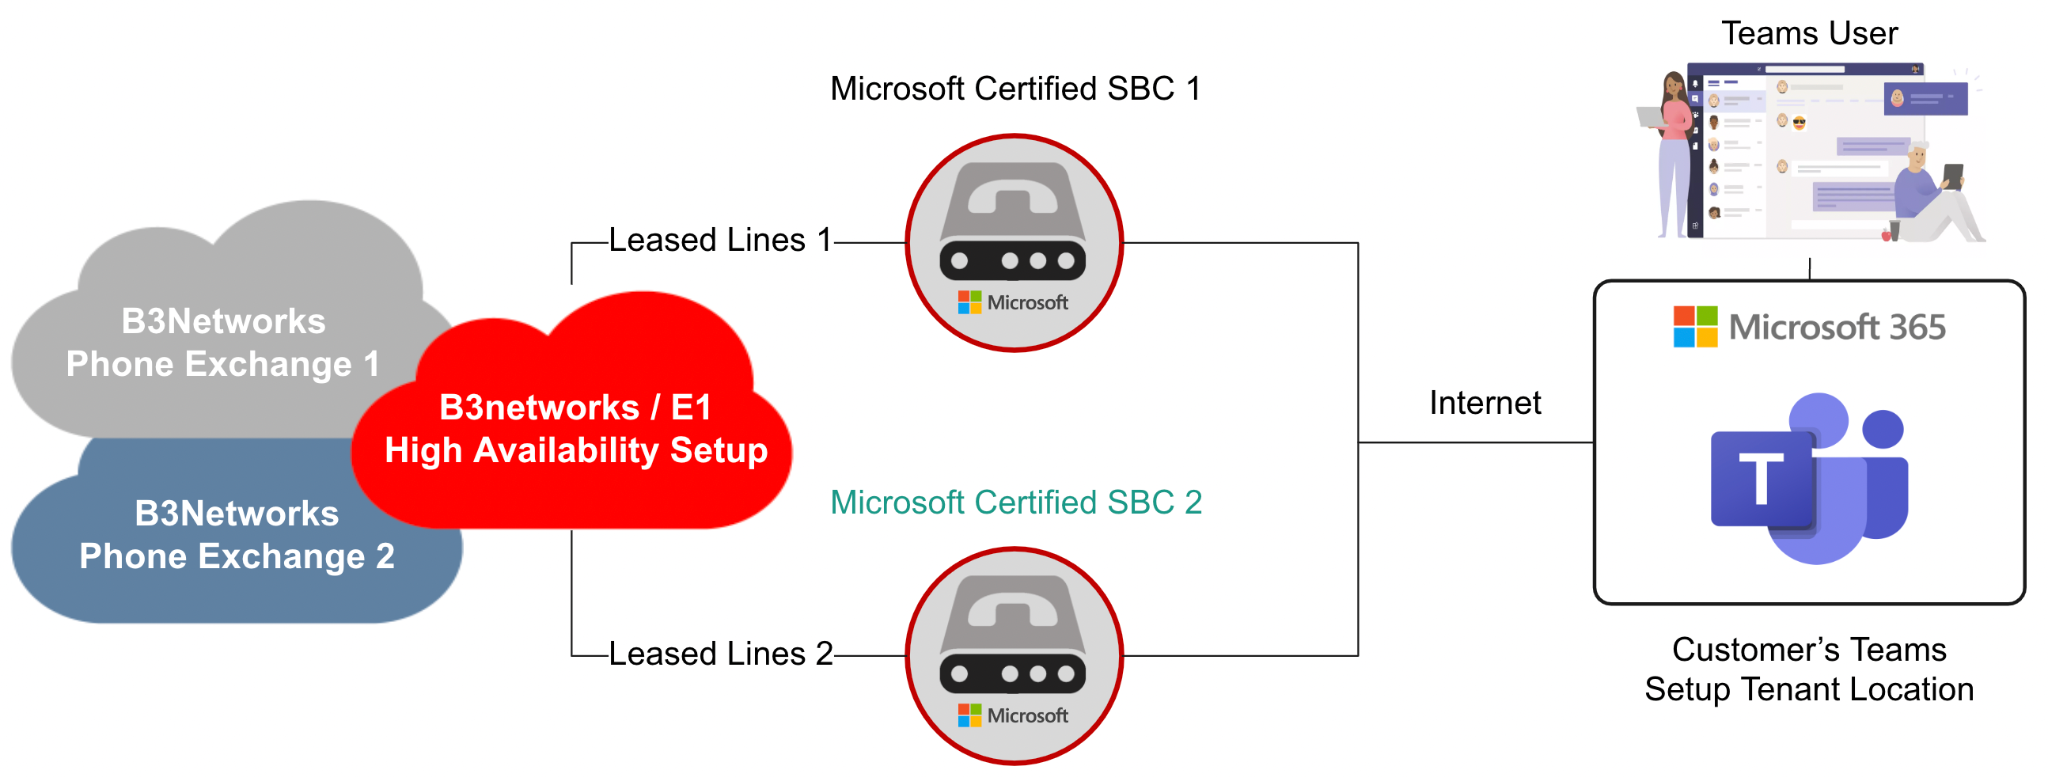 Teams User
Microsoft Certified SBC 1
Leased Lines 1
Microsoft
B3Networks
Phone Exchange 1
B3networks / E1
High Availability Setup
B3Networks
Phone Exchange 2
Microsoft Certified SBC 2
Leased Lines 2
Microsoft
Internet
Microsoft 365
T
Customer’s Teams
Setup Tenant Location